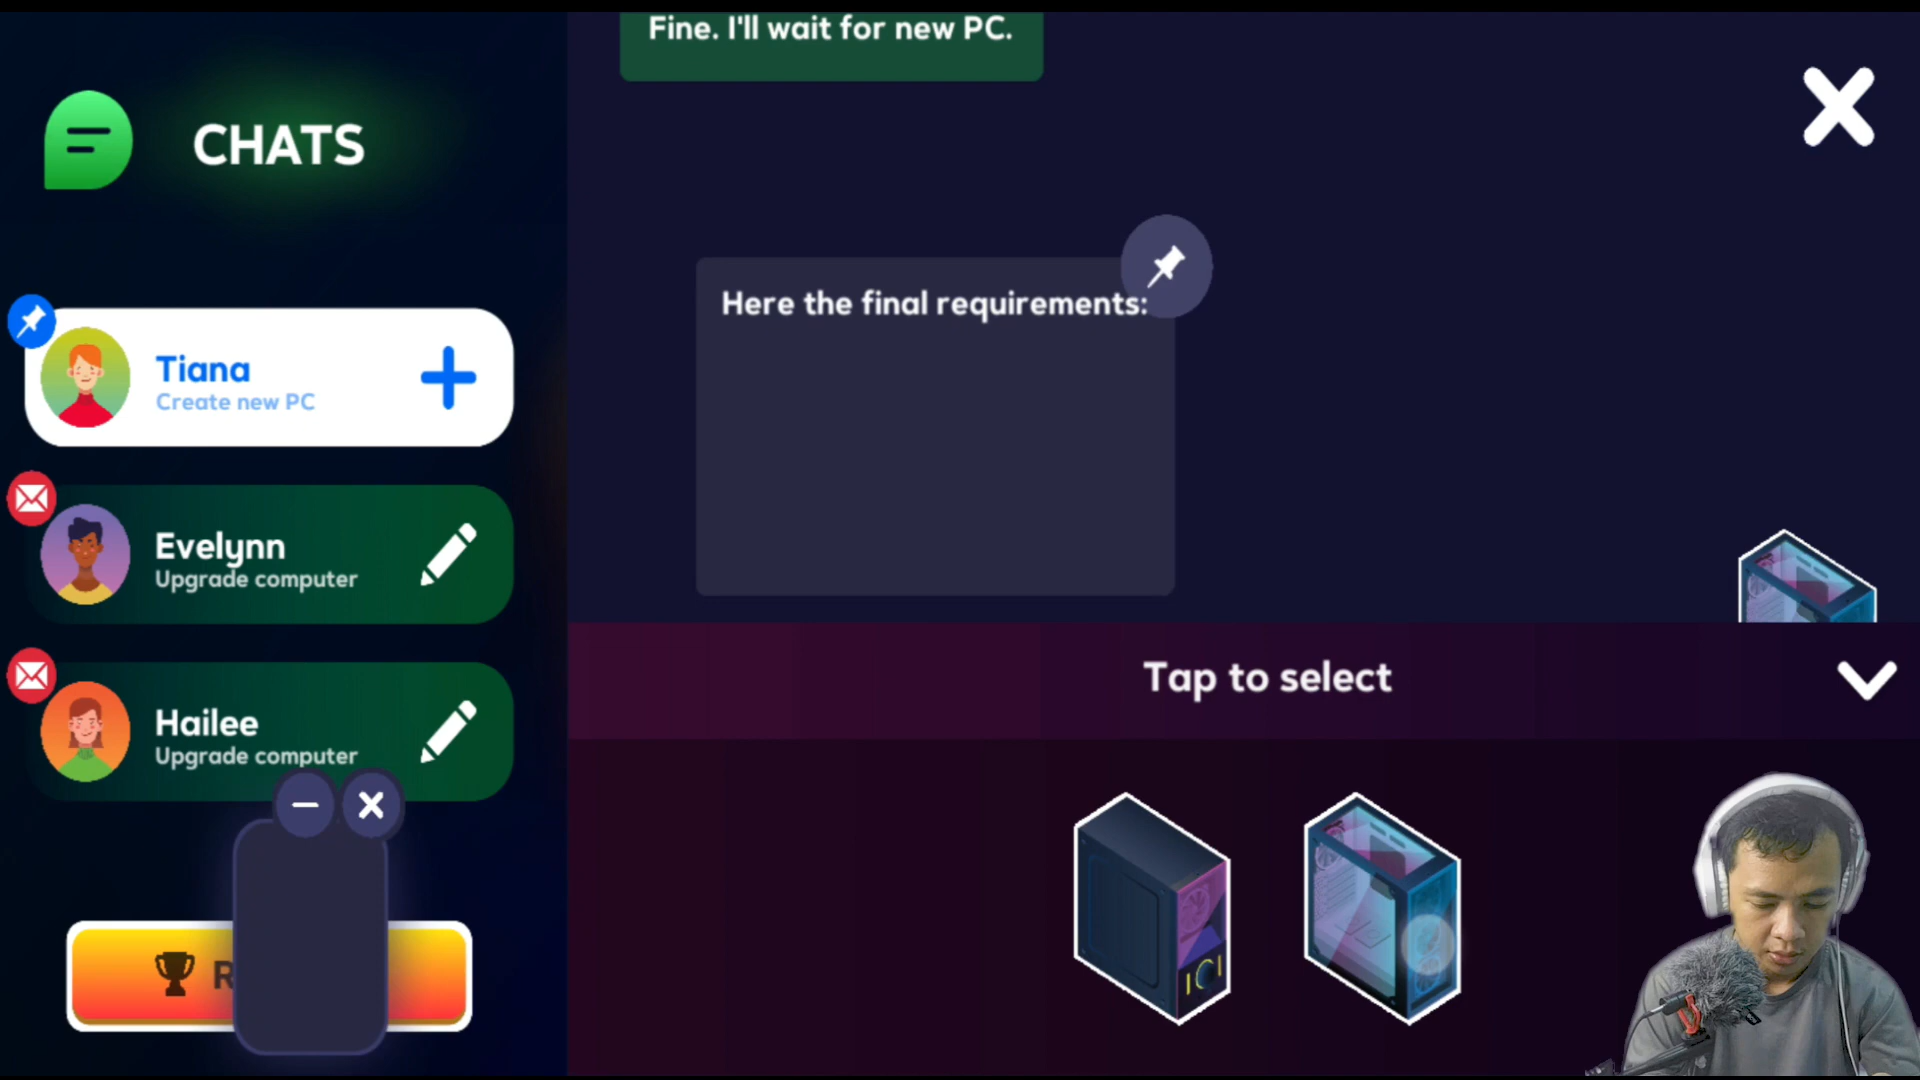 Fine. I'll wait for new PC.
CHATS
Here the final requirements:
Tiana
Create new PC
Evelynn
Upgrade computer
Tap to select
Hailee
Upgrade computer